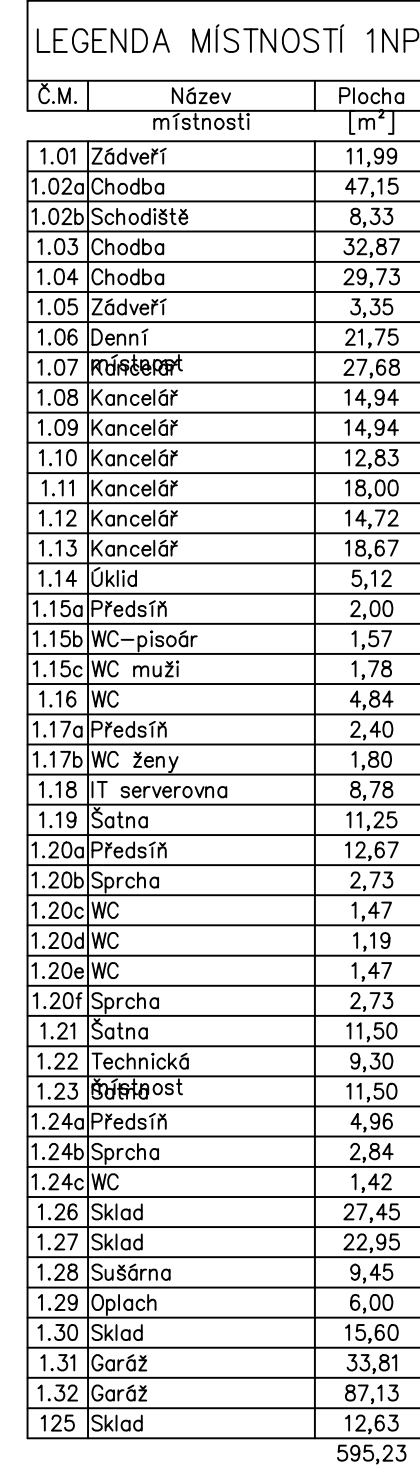 LEGENDA MÍSTNOSTÍ 1NP
Č.M. Název Plocha
místnosti [m²]
1.01 Zádveří 11,99
1.02a Chodba 47,15
1.02b Schodiště 8,33
1.03 Chodba 32,87
1.04 Chodba 29,73
1.05 Zádveří 3,35
1.06 Denní 21,75
místnost
1.07 Kancelář 27,68
1.08 Kancelář 14,94
1.09 Kancelář 14,94
1.10 Kancelář 12,83
1.11 Kancelář 18,00
1.12 Kancelář 14,72
1.13 Kancelář 18,67
1.14 Úklid 5,12
1.15a Předsíň 2,00
1.15b WC-pisoár 1,57
1.15c WC muži 1,78
1.16 WC 4,84
1.17a Předsíň 2,40
1.17b WC ženy 1,80
1.18 IT serverovna 8,78
1.19 Šatna 11,25
1.20a Předsíň 12,67
1.20b Sprcha 2,73
1.20c WC 1,47
1.20d WC 1,19
1.20e WC 1,47
1.20f Sprcha 2,73
1.21 Šatna 11,50
1.22 Technická 9,30
místnost
1.23 Šatna 11,50
1.24a Předsíň 4,96
1.24b Sprcha 2,84
1.24c WC 1,42
1.26 Sklad 27,45
1.27 Sklad 22,95
1.28 Sušárna 9,45
1.29 Oplach 6,00
1.30 Sklad 15,60
1.31 Garáž 33,81
1.32 Garáž 87,13
125 Sklad 12,63
595,23